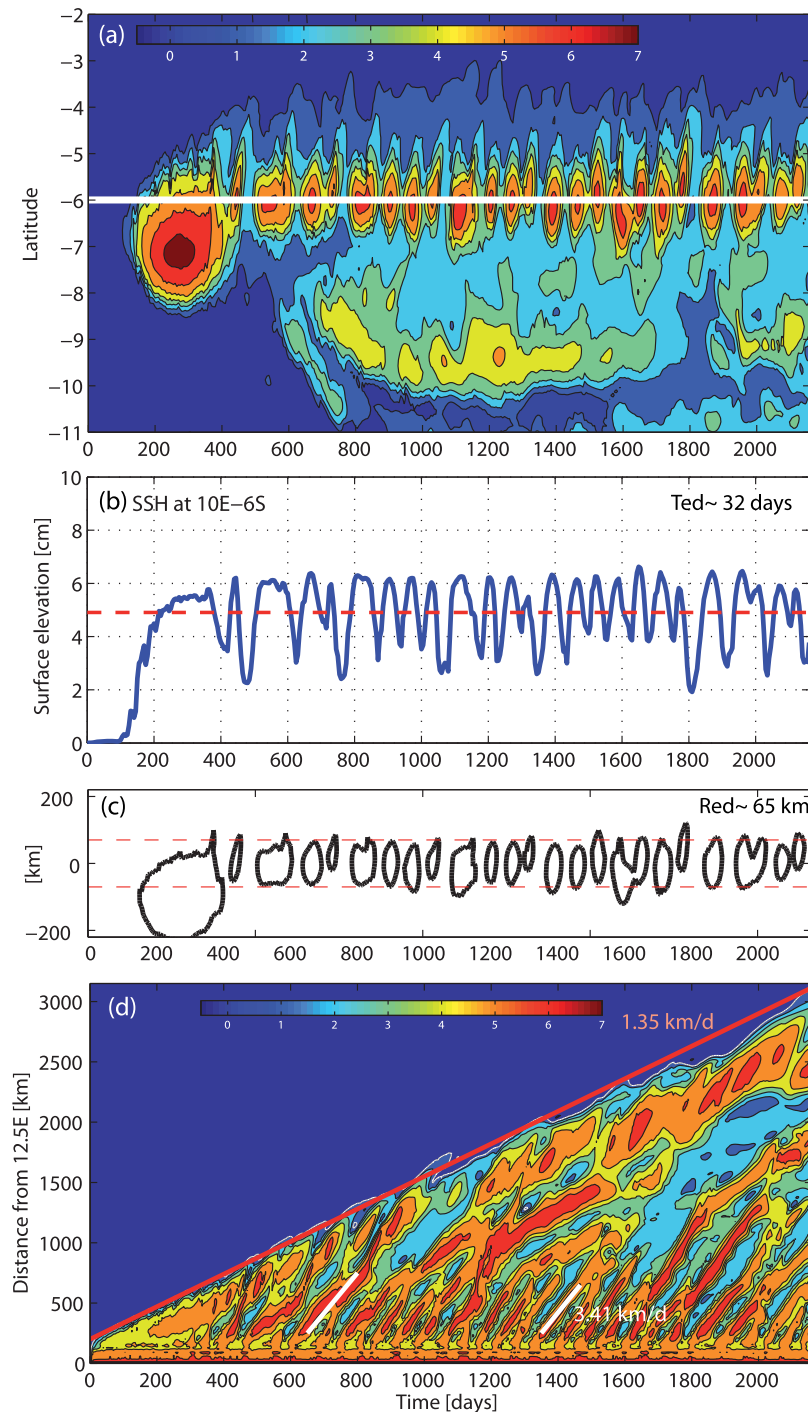 −2
(a)
0 1 2 3 4 5 6 7
−3
−4
−5
−6
−7
−8
−9
−10
−11
Latitude
0 200 400 600 800 1000 1200 1400 1600 1800 2000
10
(b) SSH at 10E−6S Ted~ 32 days
8
6
4
2
0
Surface elevation [cm]
0 200 400 600 800 1000 1200 1400 1600 1800 2000
200
(c) Red~ 65 km
0
−200
[km]
0 200 400 600 800 1000 1200 1400 1600 1800 2000
(d)
0 1 2 3 4 5 6 7
1.35 km/d
3000
2500
2000
1500
1000
500
0
3.41 km/d
Distance from 12.5E [km]
0 200 400 600 800 1000 1200 1400 1600 1800 2000
Time [days]